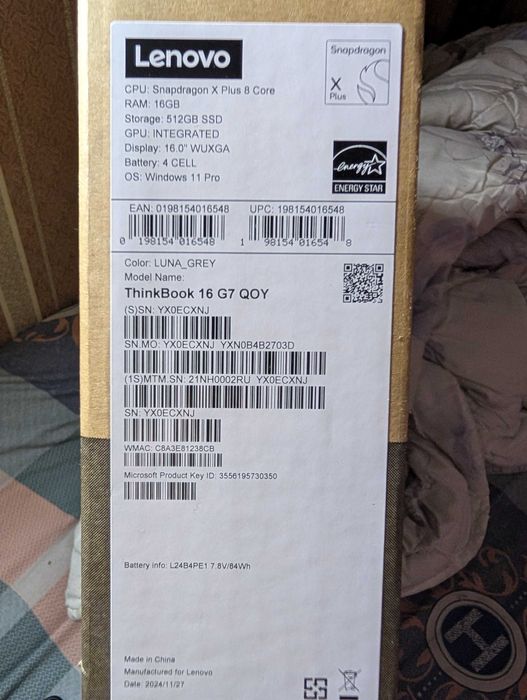 Lenovo
Snapdragon
X
Plus
CPU: Snapdragon X Plus 8 Core
RAM: 16GB
Storage: 512GB SSD
GPU: INTEGRATED
Display: 16.0" WUXGA
Battery: 4 CELL
OS: Windows 11 Pro
energy
ENERGY STAR
EAN: 0198154016548 UPC: 198154016548
0 198154 016548 1 98154 01654 8
Color: LUNA_GREY
Model Name:
ThinkBook 16 G7 QOY
(S)SN: YX0ECXNJ
SN.MO: YX0ECXNJ YXN0B4B2703D
(1S)MTM.SN: 21NH0002RU YX0ECXNJ
SN: YX0ECXNJ
WMAC: C8A3E81238CB
Microsoft Product Key ID: 3556195730350
Battery info: L24B4PE1 7.8V/84Wh
Made in China
Manufactured for Lenovo
Date: 2024/11/27